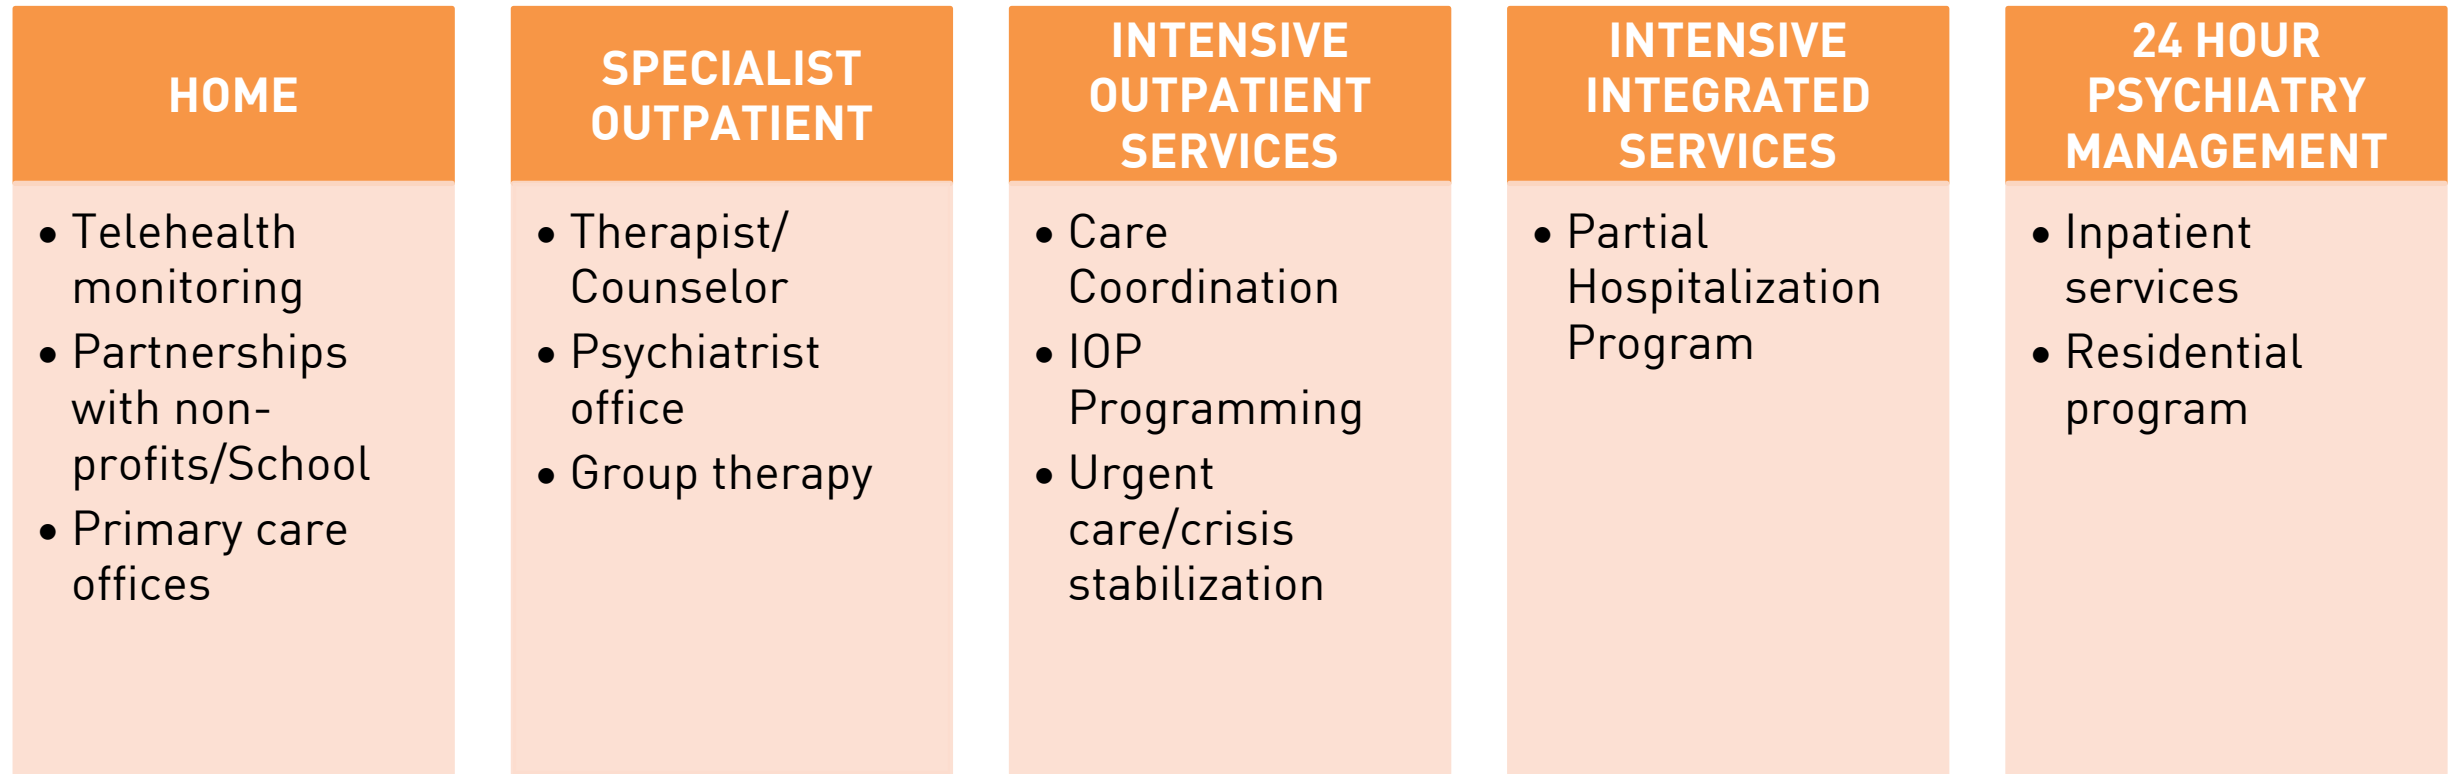 HOME
• Telehealth
monitoring
• Partnerships
with non-
profits/School
• Primary care
offices
SPECIALIST
OUTPATIENT
• Therapist/
Counselor
• Psychiatrist
office
• Group therapy
INTENSIVE
OUTPATIENT
SERVICES
• Care
Coordination
• IOP
Programming
• Urgent
care/crisis
stabilization
INTENSIVE
INTEGRATED
SERVICES
• Partial
Hospitalization
Program
24 HOUR
PSYCHIATRY
MANAGEMENT
• Inpatient
services
• Residential
program